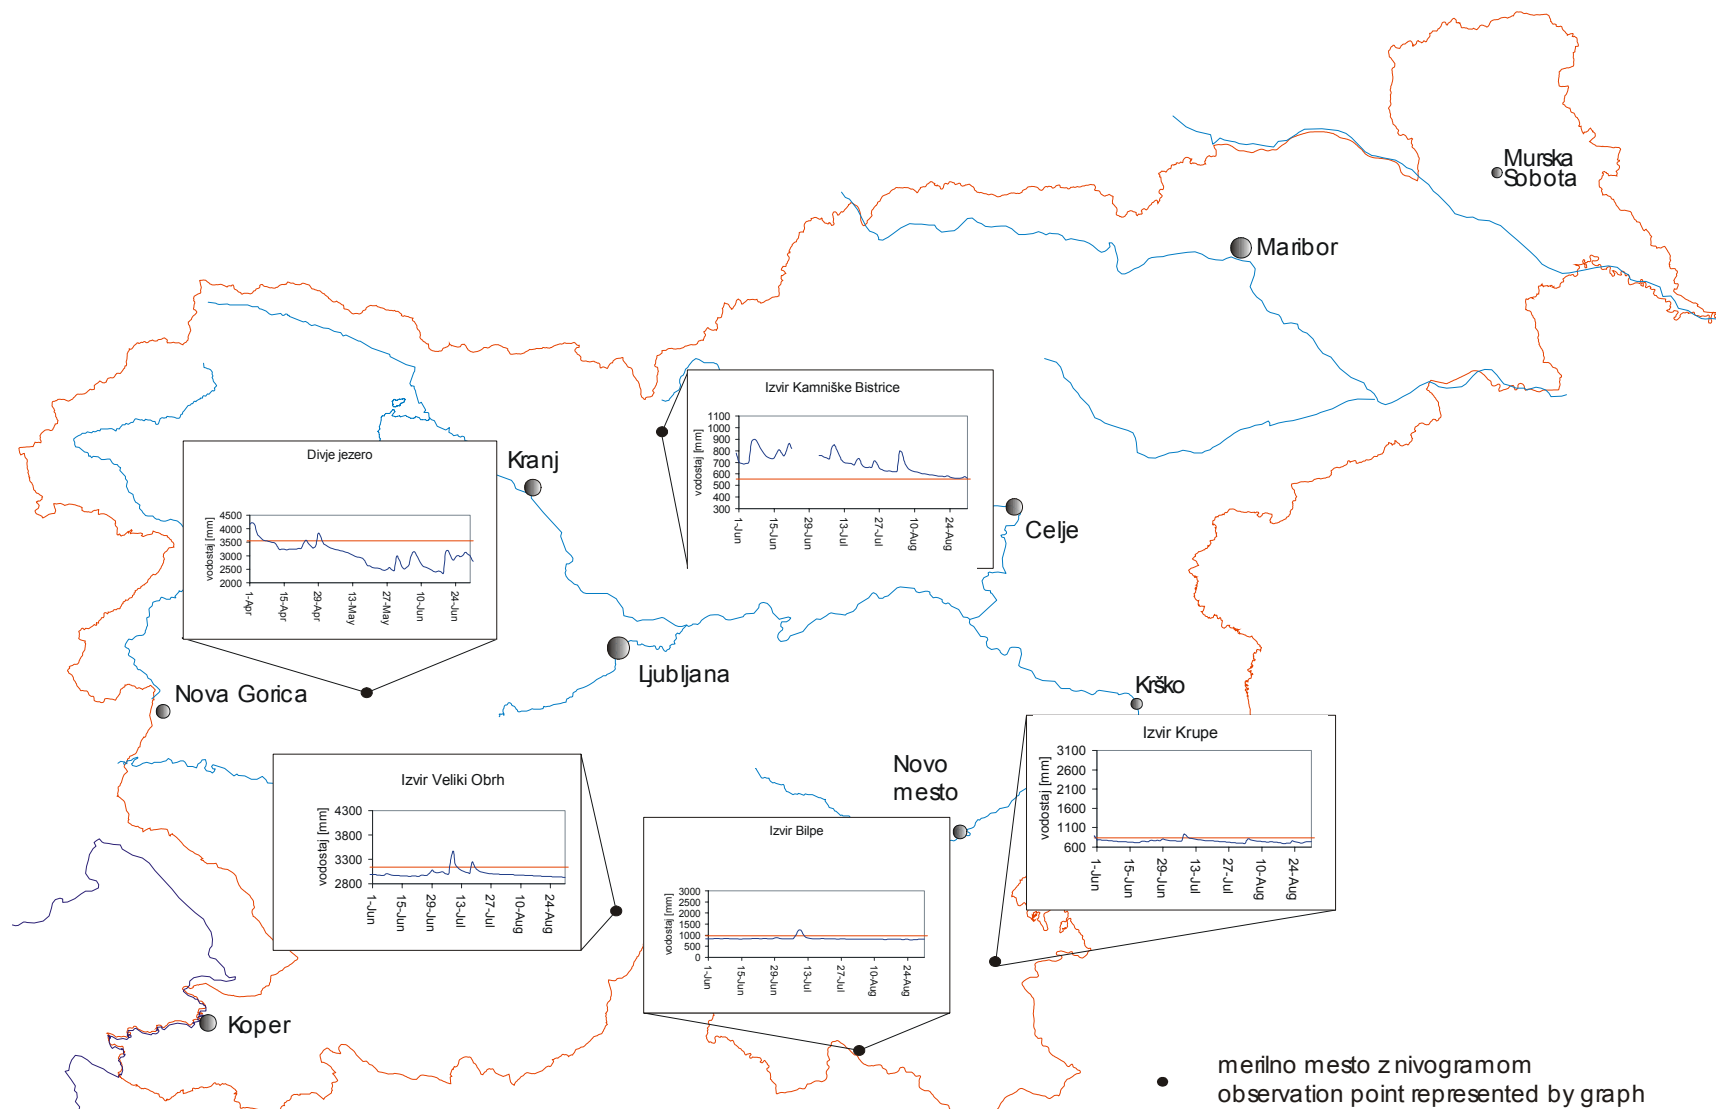 Murska
Sobota
Maribor
Izvir Kamniške Bistrice
vodostaj [mm]
1100
1000
900
800
700
600
500
400
300
1-Jun
15-Jun
29-Jun
13-Jul
27-Jul
10-Aug
24-Aug
Divje jezero
vodostaj [mm]
4500
4000
3500
3000
2500
2000
1-Apr
15-Apr
29-Apr
13-May
27-May
10-Jun
24-Jun
Kranj
Celje
Ljubljana
Nova Gorica
Krško
Izvir Krupe
vodostaj [mm]
3100
2600
2100
1600
1100
600
1-Jun
15-Jun
29-Jun
13-Jul
27-Jul
10-Aug
24-Aug
Izvir Veliki Obrh
vodostaj [mm]
4300
3800
3300
2800
1-Jun
15-Jun
29-Jun
13-Jul
27-Jul
10-Aug
24-Aug
Novo
mesto
Izvir Bilpe
vodostaj [mm]
3000
2500
2000
1500
1000
500
0
1-Jun
15-Jun
29-Jun
13-Jul
27-Jul
10-Aug
24-Aug
Koper
merilno mesto z nivogramom
observation point represented by graph